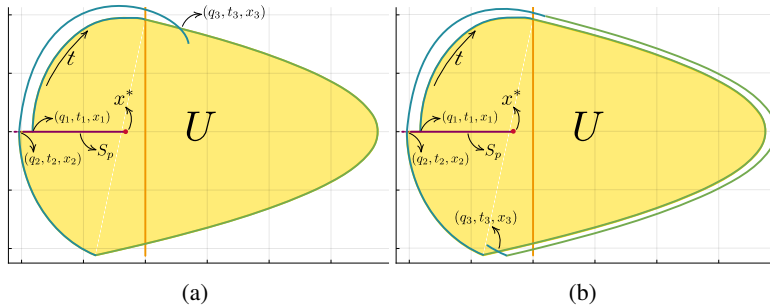 (q₃, t₃, x₃)
t
x*
(q₁, t₁, x₁)
U
(q₂, t₂, x₂)
Sₚ
(a)
t
x*
(q₁, t₁, x₁)
U
(q₂, t₂, x₂)
Sₚ
(q₃, t₃, x₃)
(b)